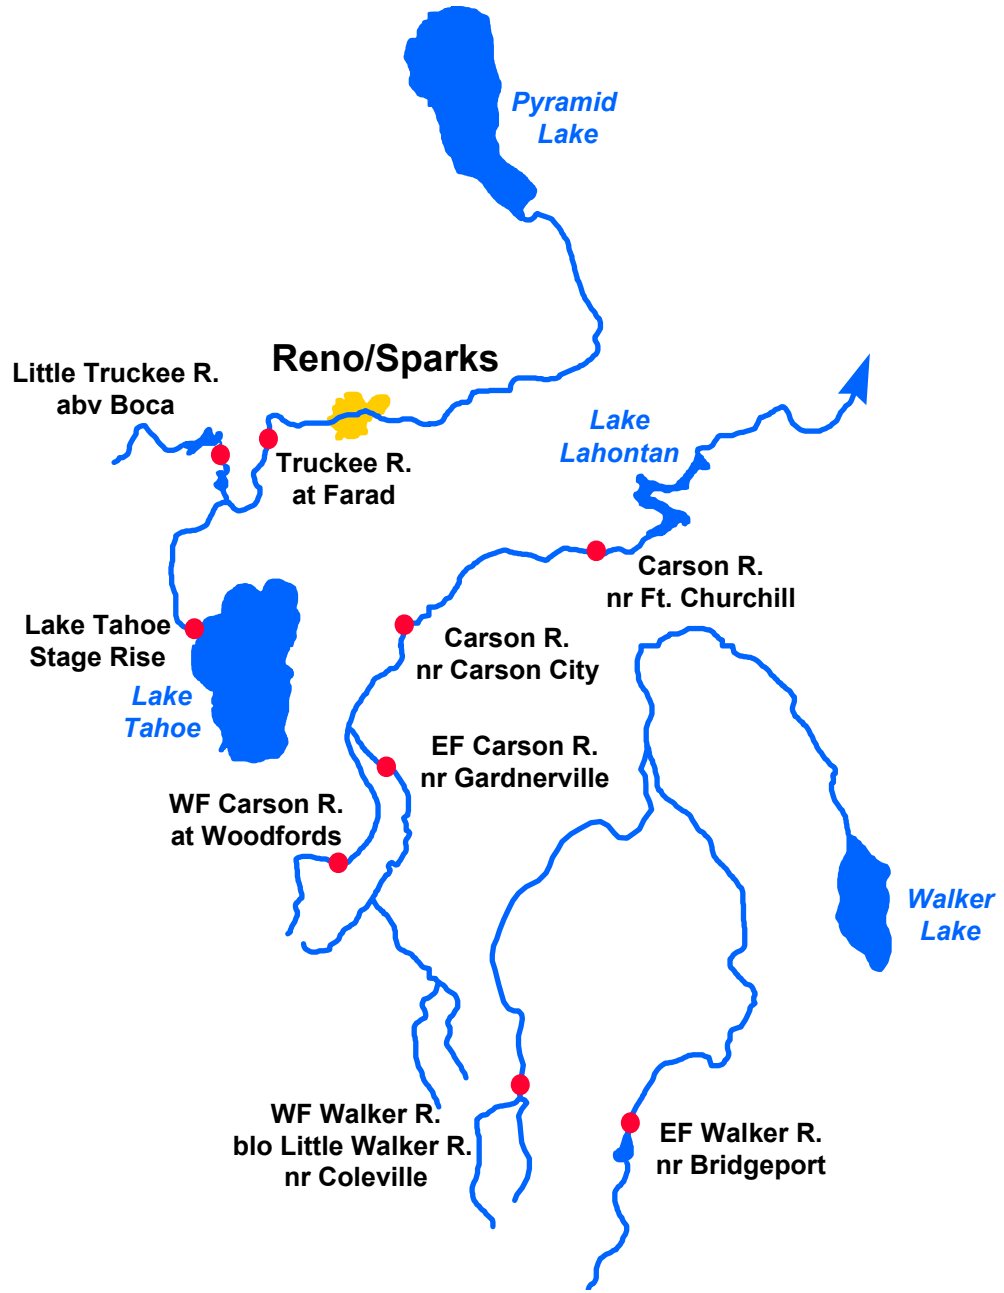 Pyramid
Lake
Reno/Sparks
Little Truckee R.
abv Boca
Lake
Lahontan
Truckee R.
at Farad
Carson R.
nr Ft. Churchill
Lake Tahoe
Stage Rise
Carson R.
nr Carson City
Lake
Tahoe
EF Carson R.
nr Gardnerville
WF Carson R.
at Woodfords
Walker
Lake
WF Walker R.
blo Little Walker R.
nr Coleville
EF Walker R.
nr Bridgeport